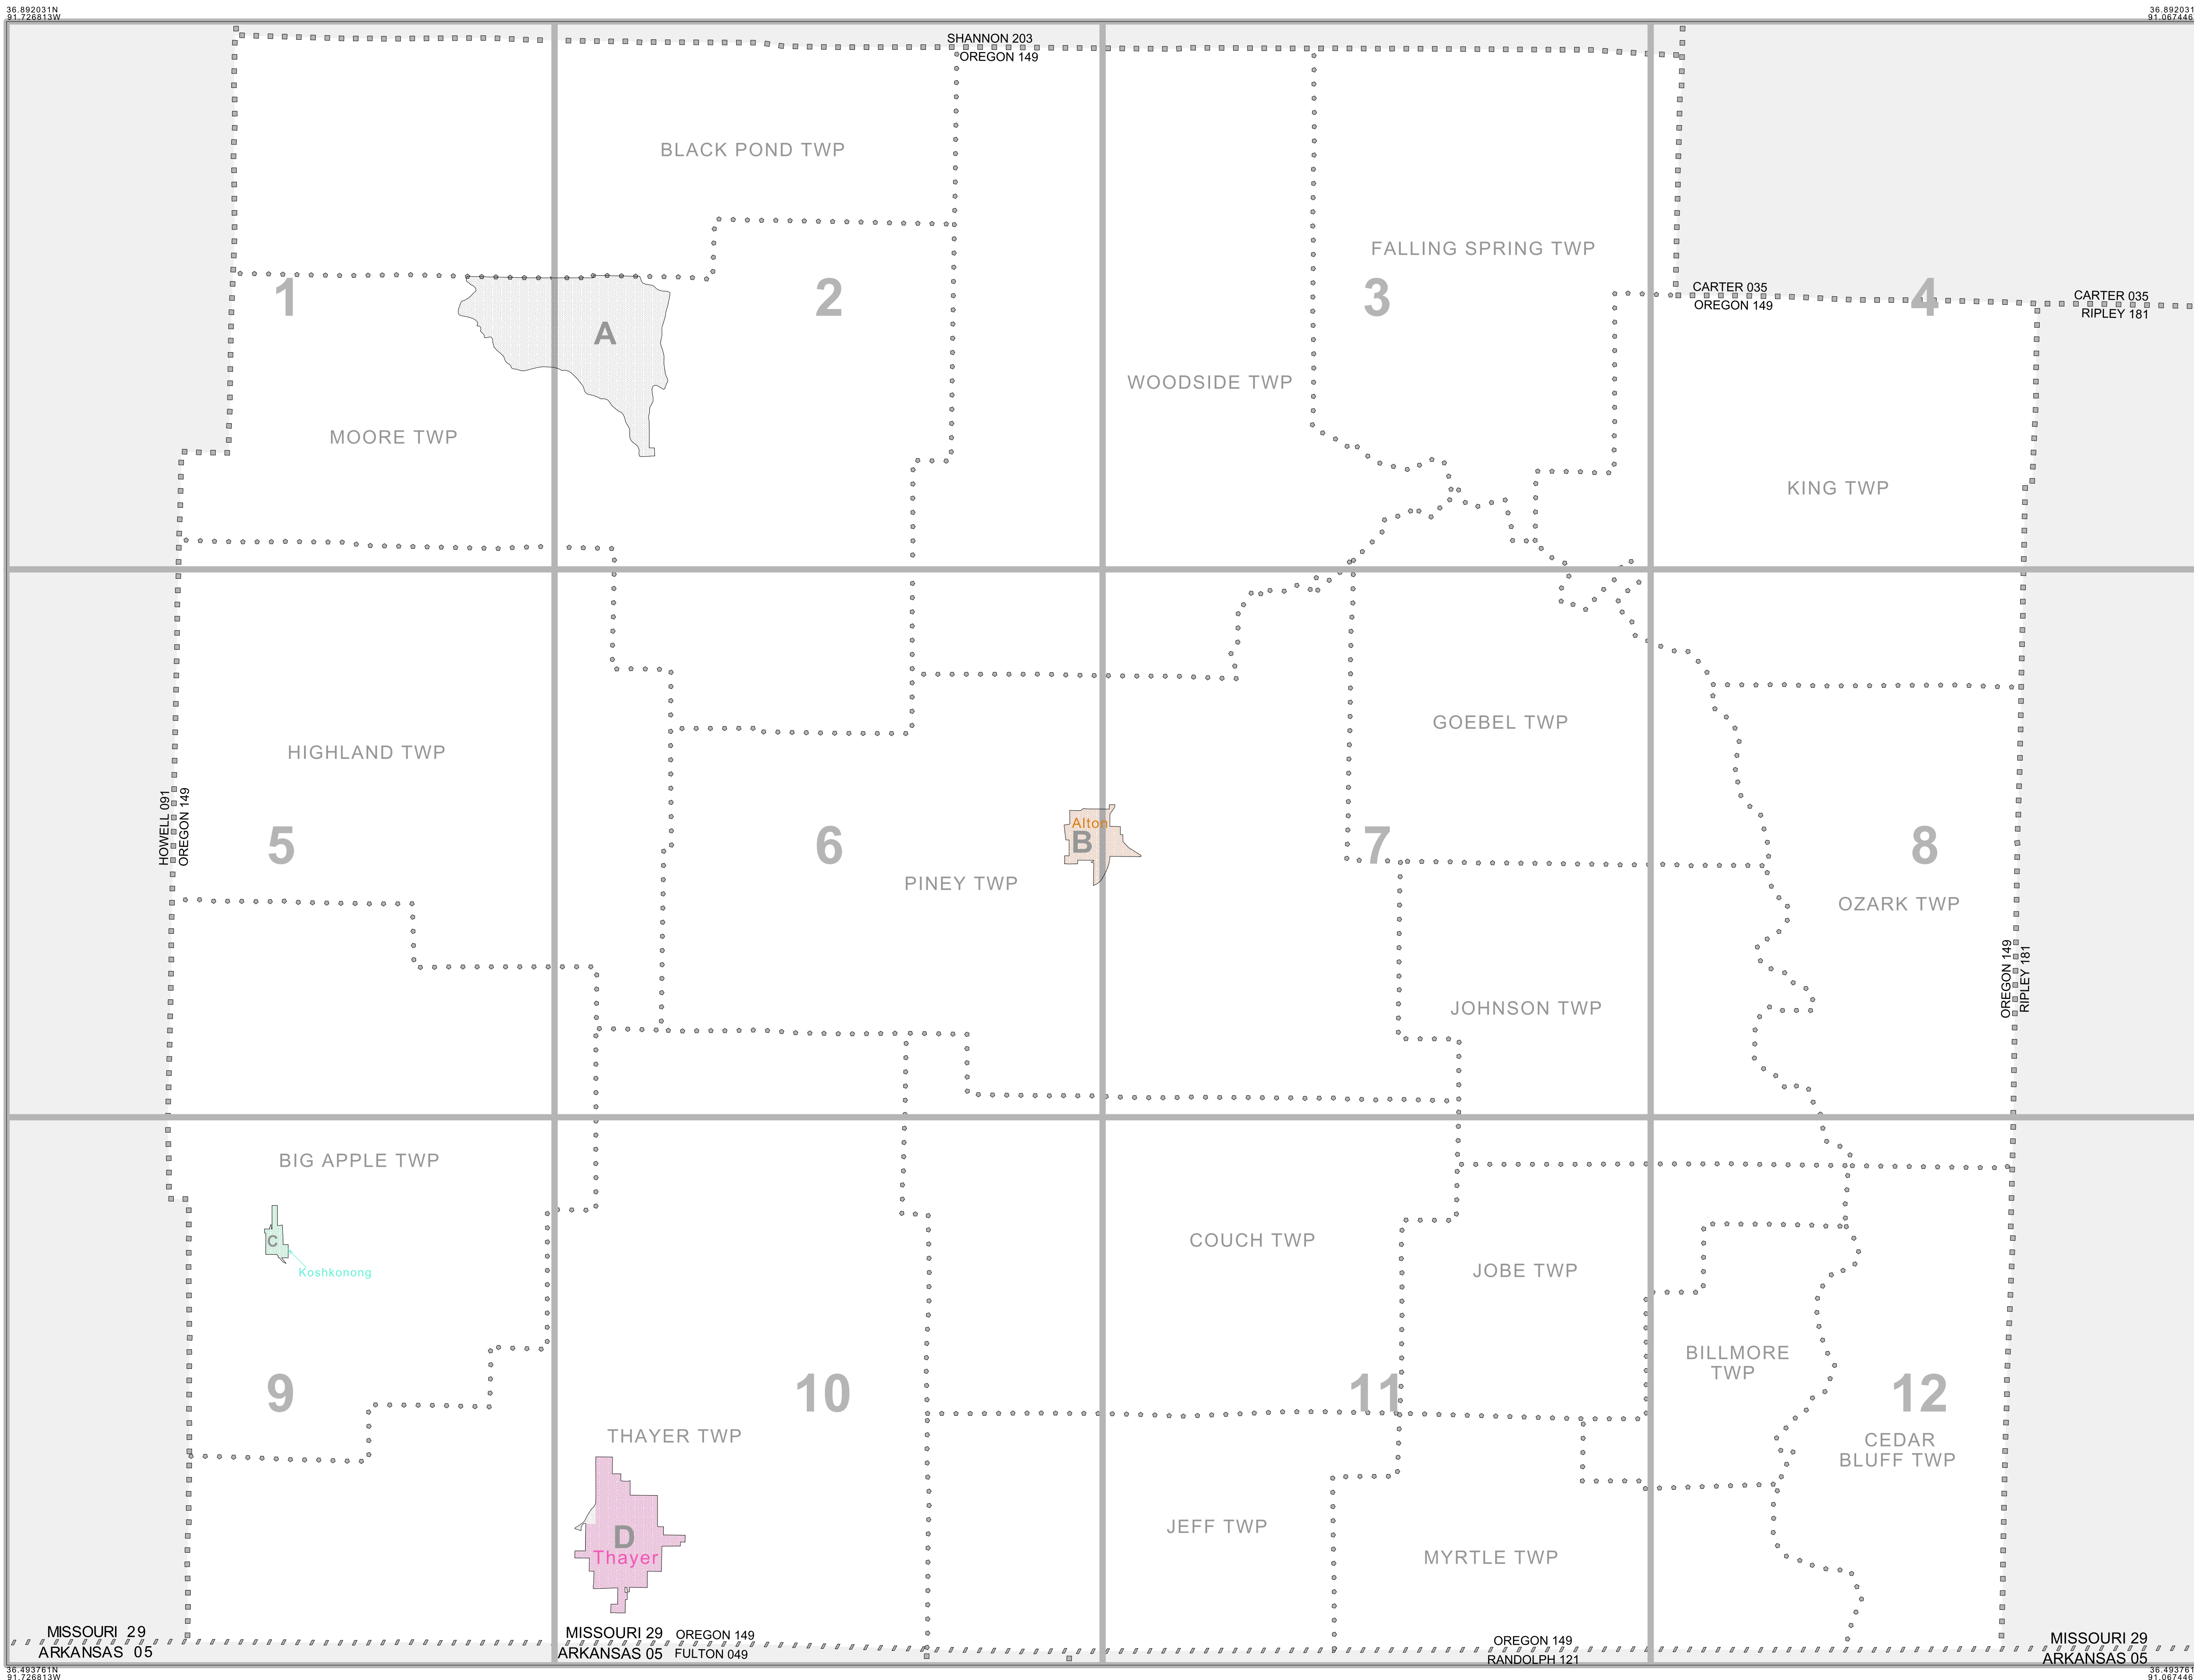 36.892031N
91.726813W
36.892031
91.067446
SHANNON 203
OREGON 149
BLACK POND TWP
FALLING SPRING TWP
CARTER 035
OREGON 149
CARTER 035
RIPLEY 181
1
2
3
4
A
WOODSIDE TWP
MOORE TWP
KING TWP
GOEBEL TWP
HIGHLAND TWP
HOWELL 091
OREGON 149
Alton
B
5
6
7
8
PINEY TWP
OZARK TWP
OREGON 149
RIPLEY 181
JOHNSON TWP
BIG APPLE TWP
C
Koshkonong
COUCH TWP
JOBE TWP
BILLMORE
TWP
9
10
11
12
THAYER TWP
CEDAR
BLUFF TWP
D
Thayer
JEFF TWP
MYRTLE TWP
MISSOURI 29
ARKANSAS 05
MISSOURI 29
ARKANSAS 05
OREGON 149
FULTON 049
OREGON 149
RANDOLPH 121
MISSOURI 29
ARKANSAS 05
36.493761N
91.726813W
36.493761
91.067446